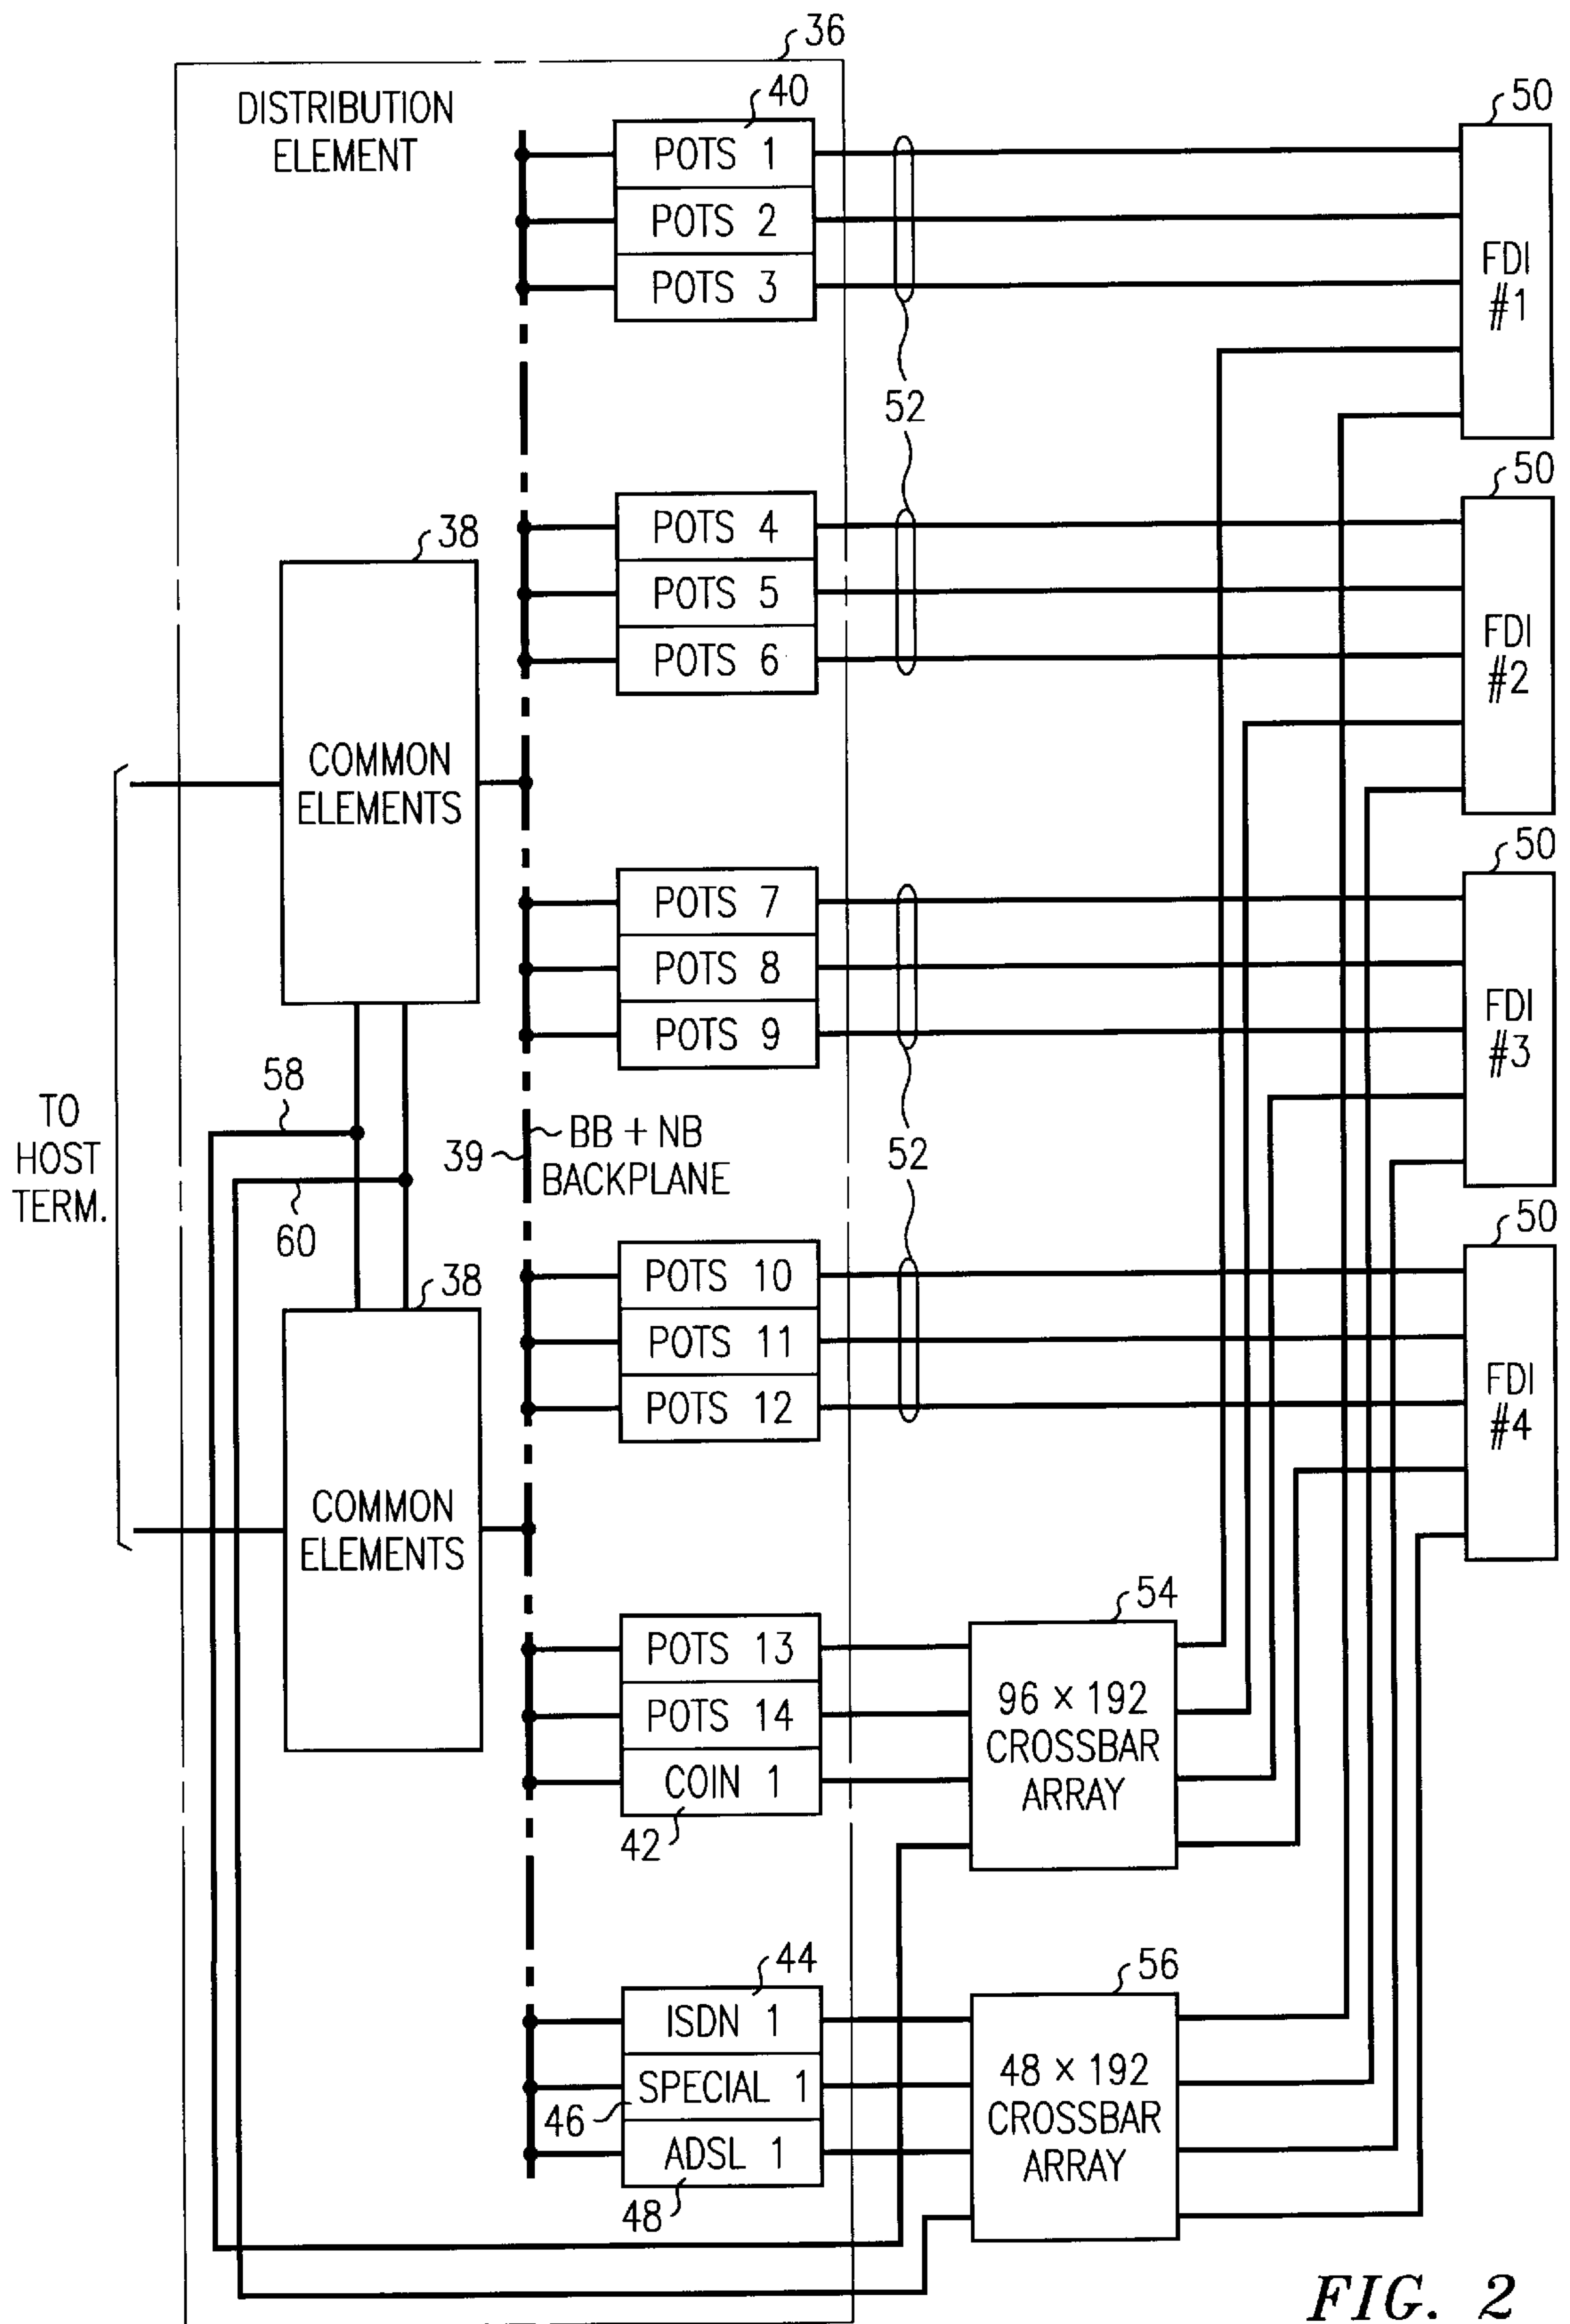 36
DISTRIBUTION
ELEMENT
40
50
POTS 1
POTS 2
POTS 3
FDI
#1
52
50
38
POTS 4
POTS 5
POTS 6
FDI
#2
COMMON
ELEMENTS
50
POTS 7
POTS 8
POTS 9
FDI
#3
58
TO
HOST
TERM.
39
BB + NB
BACKPLANE
52
60
50
38
POTS 10
POTS 11
POTS 12
FDI
#4
COMMON
ELEMENTS
54
POTS 13
POTS 14
COIN 1
42
96 × 192
CROSSBAR
ARRAY
44
56
ISDN 1
SPECIAL 1
46
ADSL 1
48
48 × 192
CROSSBAR
ARRAY
FIG. 2